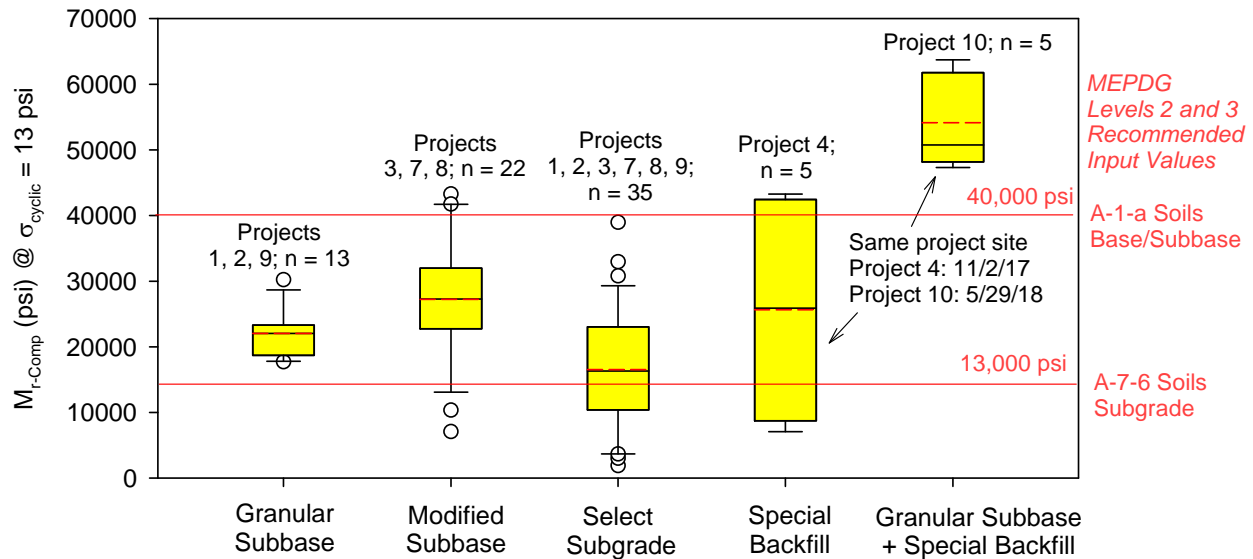 70000
60000
50000
40000
30000
20000
10000
0
M_r-Comp (psi) @ σ_cyclic = 13 psi
Projects
1, 2, 9; n = 13
Projects
3, 7, 8; n = 22
Projects
1, 2, 3, 7, 8, 9;
n = 35
Project 4;
n = 5
Project 10; n = 5
Same project site
Project 4: 11/2/17
Project 10: 5/29/18
40,000 psi
13,000 psi
MEPDG
Levels 2 and 3
Recommended
Input Values
A-1-a Soils
Base/Subbase
A-7-6 Soils
Subgrade
Granular
Subbase
Modified
Subbase
Select
Subgrade
Special
Backfill
Granular Subbase
+ Special Backfill